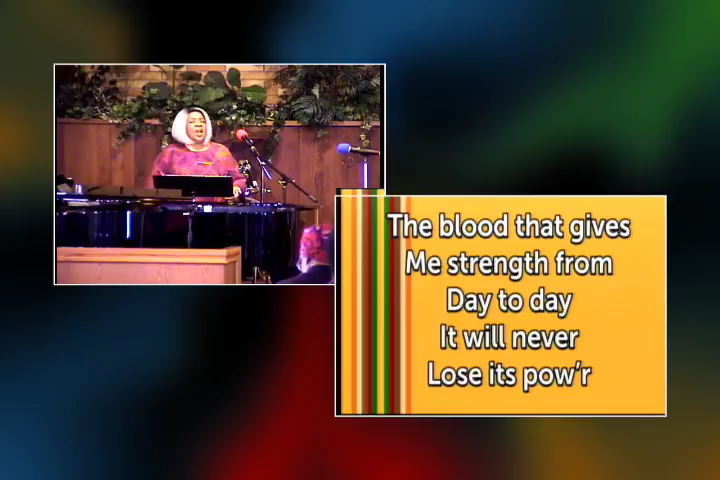 The blood that gives
Me strength from
Day to day
It will never
Lose its pow'r